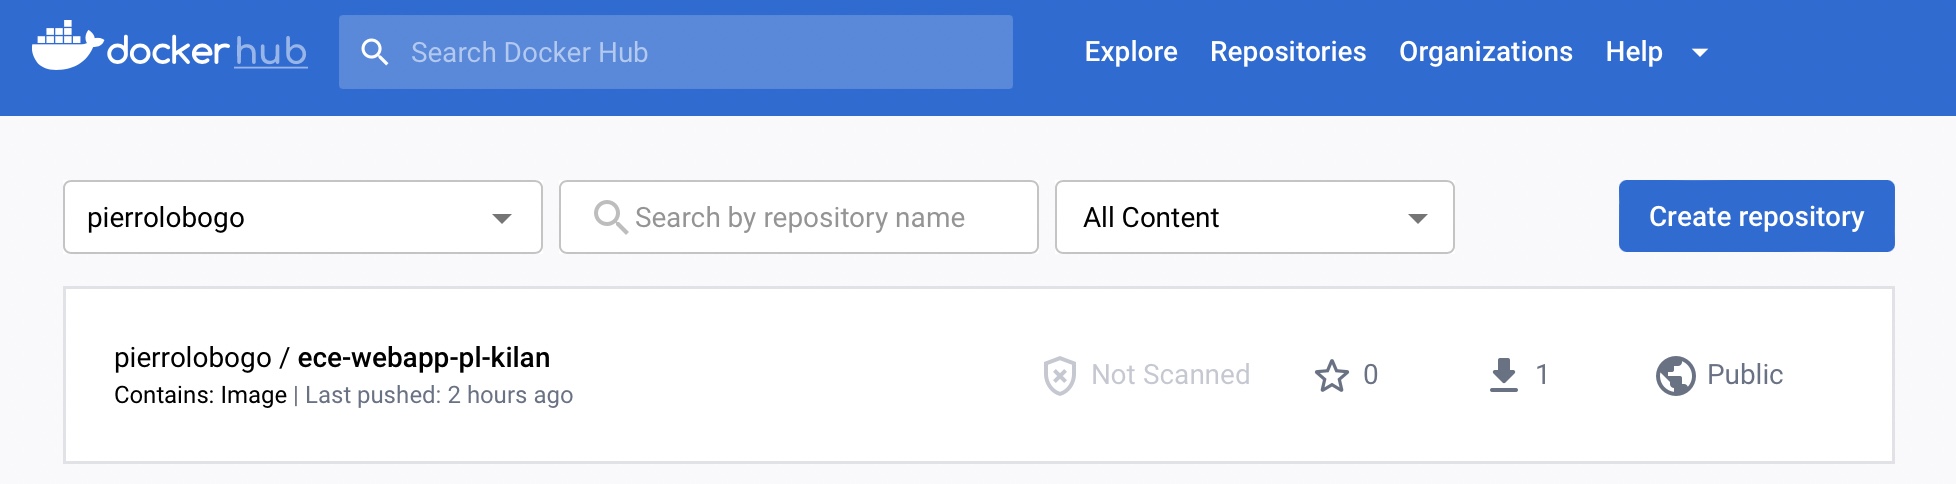 docker hub
Search Docker Hub
Explore Repositories Organizations Help
pierrolobogo
Search by repository name
All Content
Create repository
pierrolobogo / ece-webapp-pl-kilan
Contains: Image | Last pushed: 2 hours ago
Not Scanned
0
1
Public